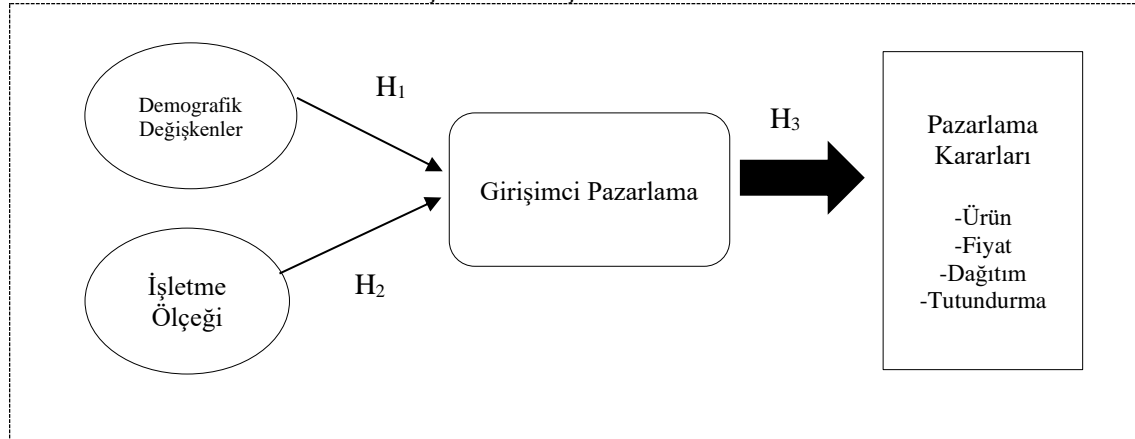 Demografik
Değişkenler
H1
İşletme
Ölçeği
H2
Girişimci Pazarlama
H3
Pazarlama
Kararları
-Ürün
-Fiyat
-Dağıtım
-Tutundurma